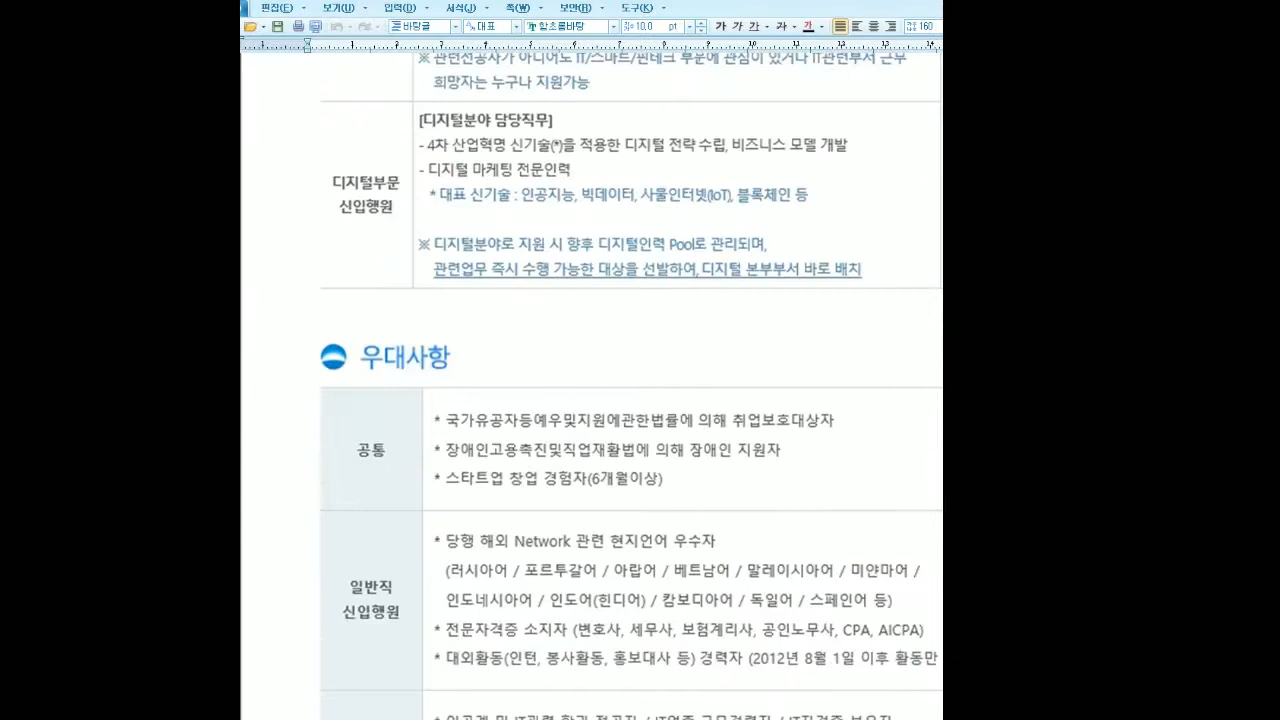 편집(E) 보기(U) 입력(D) 서식(J) 쪽(W) 보안(B) 도구(K)
바탕글 대표 함초롬바탕 10.0 pt 가 가 가 가 가 160
1 1 2 3 4 5 6 7 8 9 10 11 12 13 14
※ 관련전공자가 아니어도 IT/스마트/핀테크 부문에 관심이 있거나 IT관련부서 근무
희망자는 누구나 지원가능
[디지털분야 담당직무]
- 4차 산업혁명 신기술(*)을 적용한 디지털 전략 수립, 비즈니스 모델 개발
- 디지털 마케팅 전문인력
디지털부문
신입행원
* 대표 신기술 : 인공지능, 빅데이터, 사물인터넷(IoT), 블록체인 등
※ 디지털분야로 지원 시 향후 디지털인력 Pool로 관리되며,
관련업무 즉시 수행 가능한 대상을 선발하여, 디지털 본부부서 바로 배치
우대사항
공통
* 국가유공자등예우및지원에관한법률에 의해 취업보호대상자
* 장애인고용촉진및직업재활법에 의해 장애인 지원자
* 스타트업 창업 경험자(6개월이상)
일반직
신입행원
* 당행 해외 Network 관련 현지언어 우수자
(러시아어 / 포르투갈어 / 아랍어 / 베트남어 / 말레이시아어 / 미얀마어 /
인도네시아어 / 인도어(힌디어) / 캄보디아어 / 독일어 / 스페인어 등)
* 전문자격증 소지자 (변호사, 세무사, 보험계리사, 공인노무사, CPA, AICPA)
* 대외활동(인턴, 봉사활동, 홍보대사 등) 경력자 (2012년 8월 1일 이후 활동만